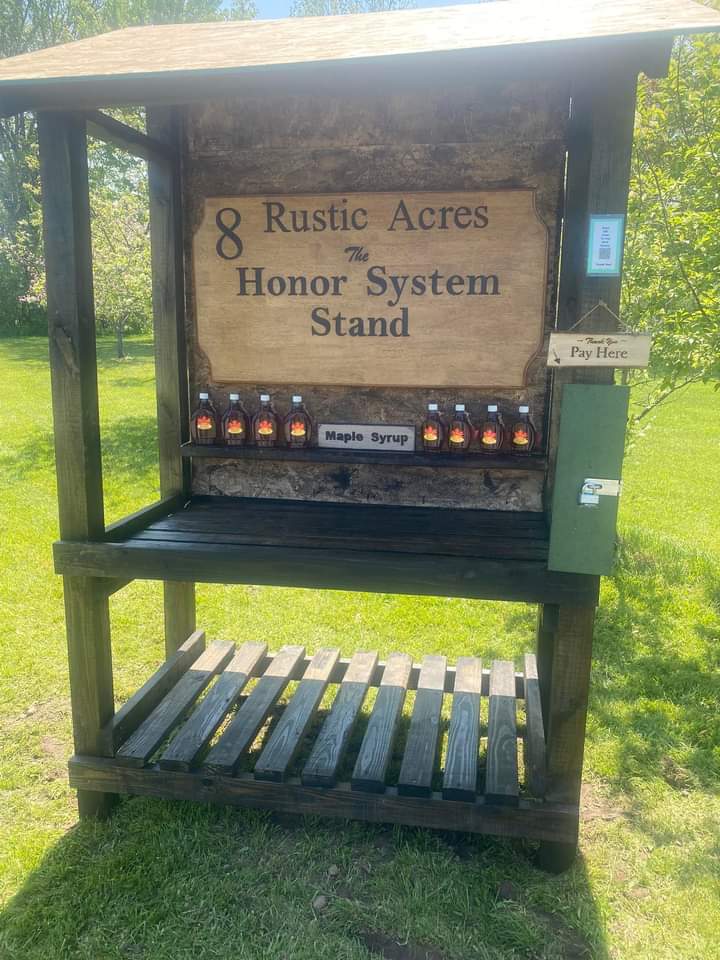 8 Rustic Acres
The
Honor System
Stand
Thank You
Pay Here
Maple Syrup